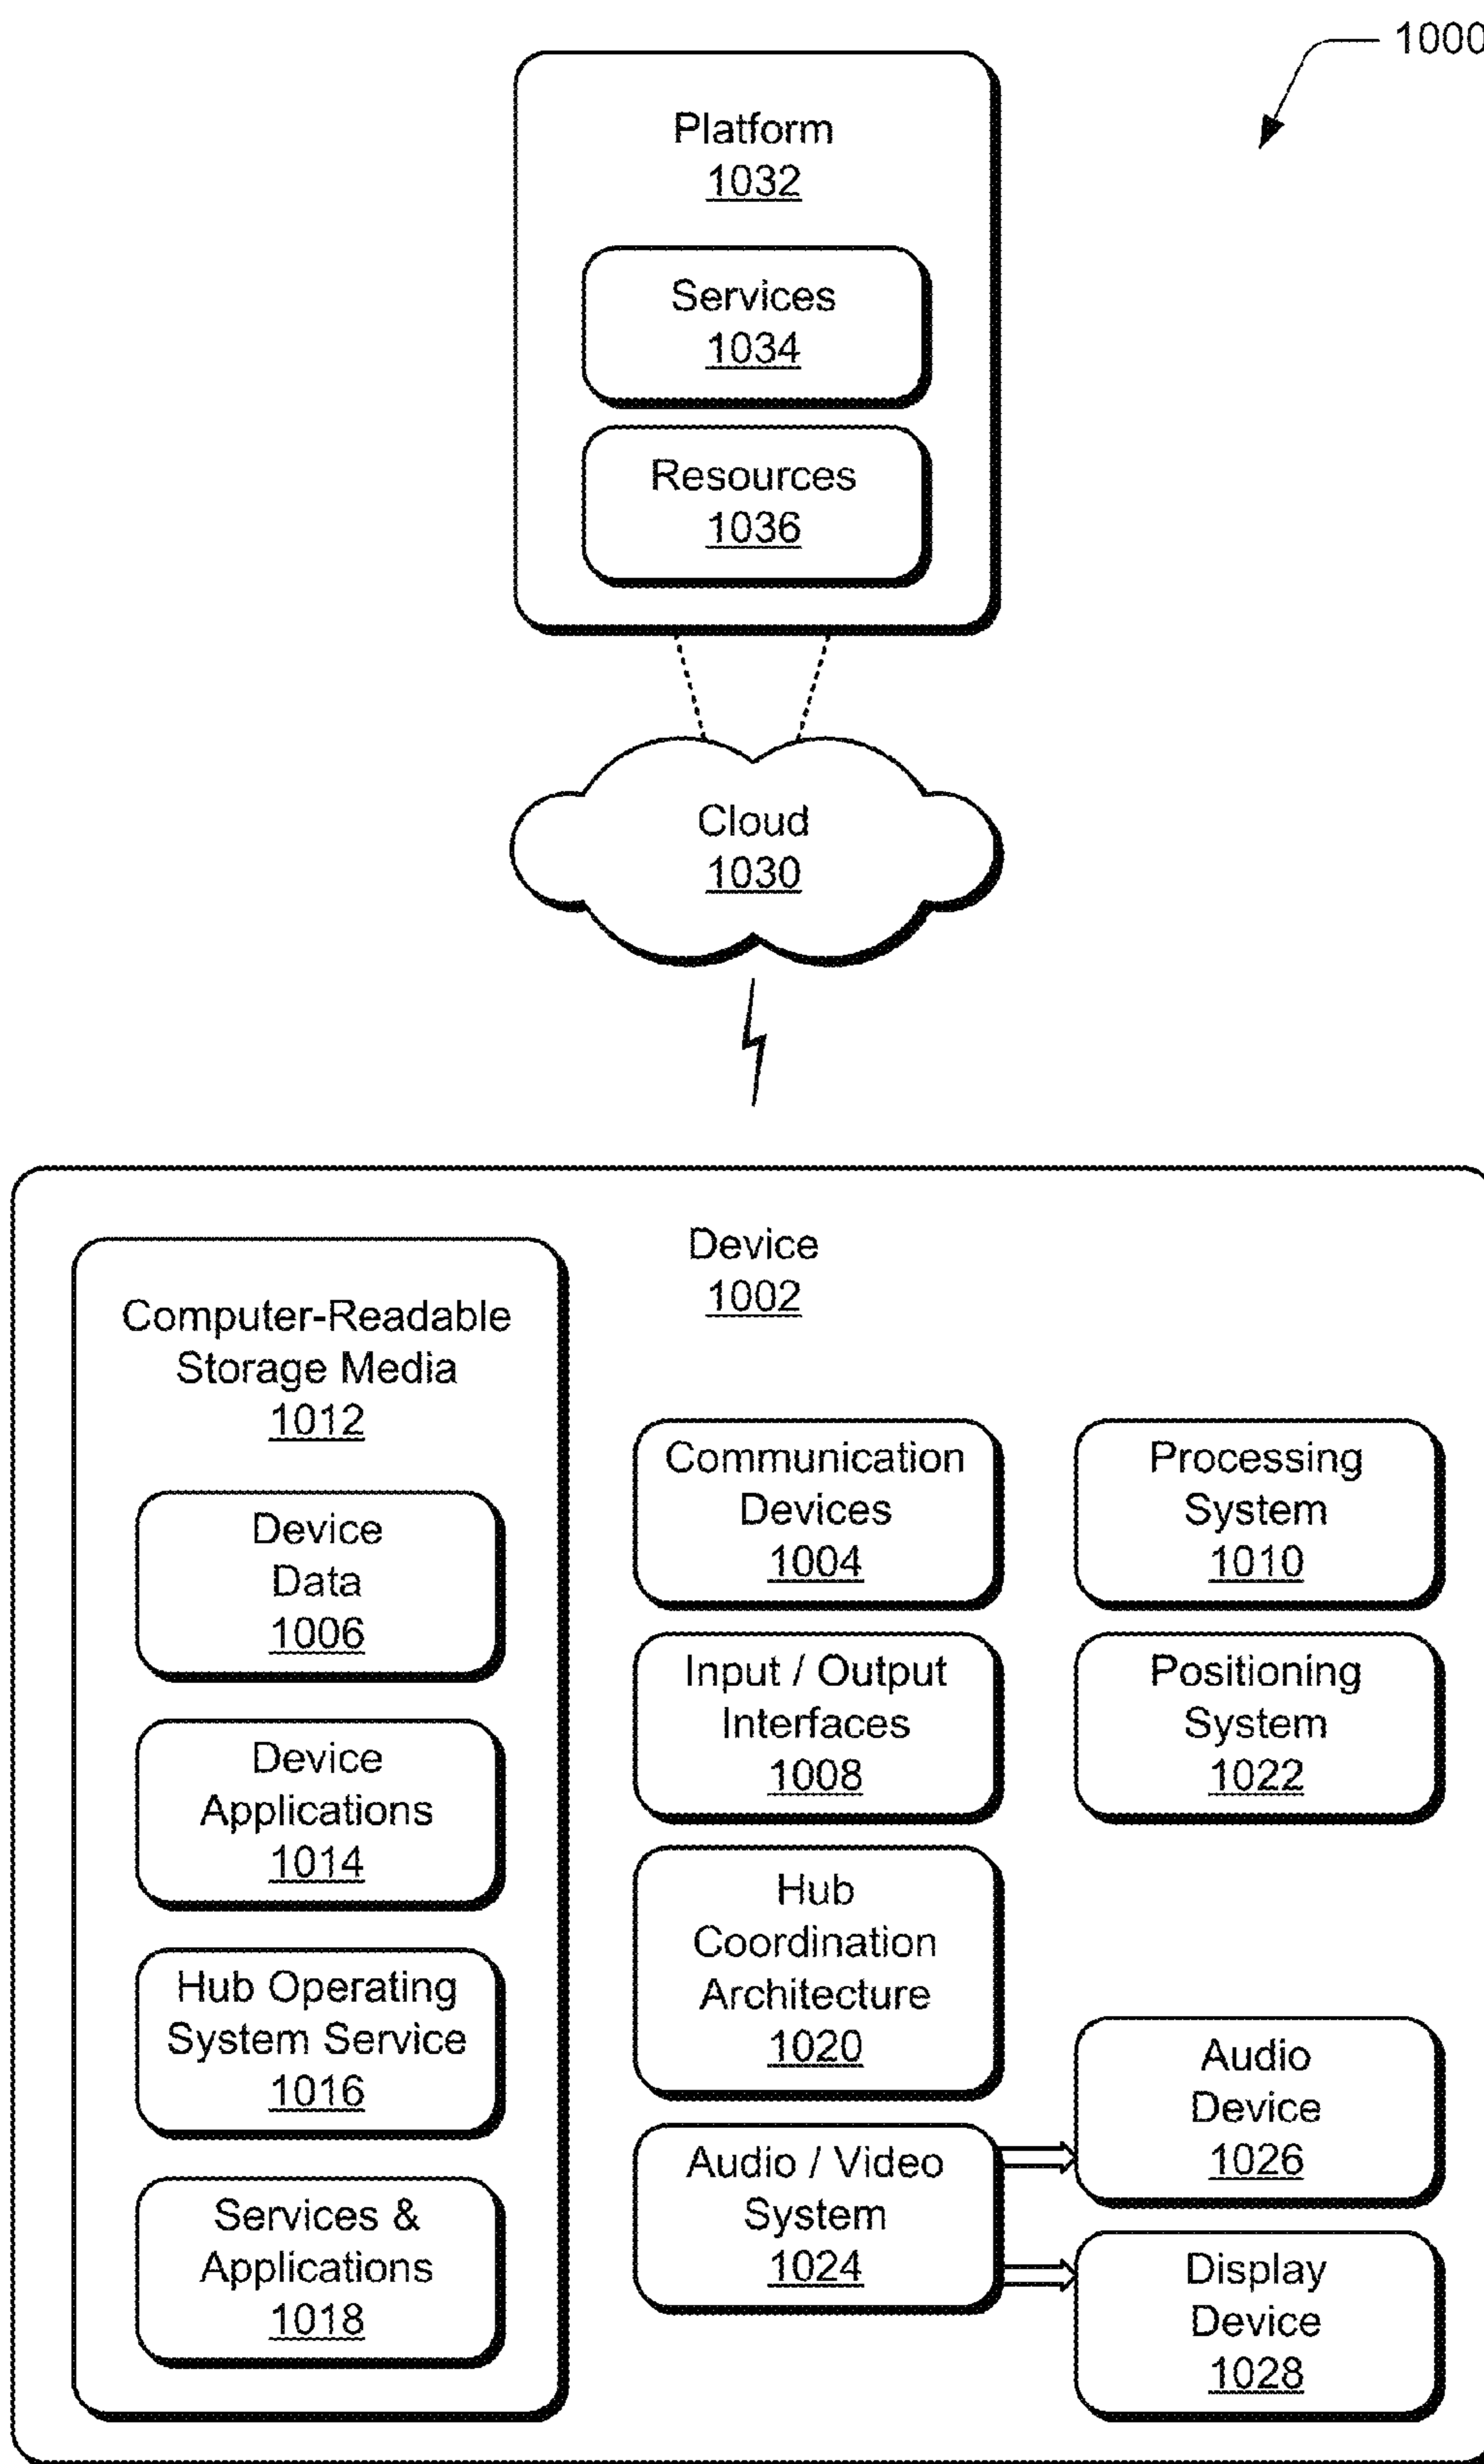 1000
Platform
1032
Services
1034
Resources
1036
Cloud
1030
Device
1002
Computer-Readable
Storage Media
1012
Device
Data
1006
Device
Applications
1014
Hub Operating
System Service
1016
Services &
Applications
1018
Communication
Devices
1004
Processing
System
1010
Input / Output
Interfaces
1008
Positioning
System
1022
Hub
Coordination
Architecture
1020
Audio / Video
System
1024
Audio
Device
1026
Display
Device
1028